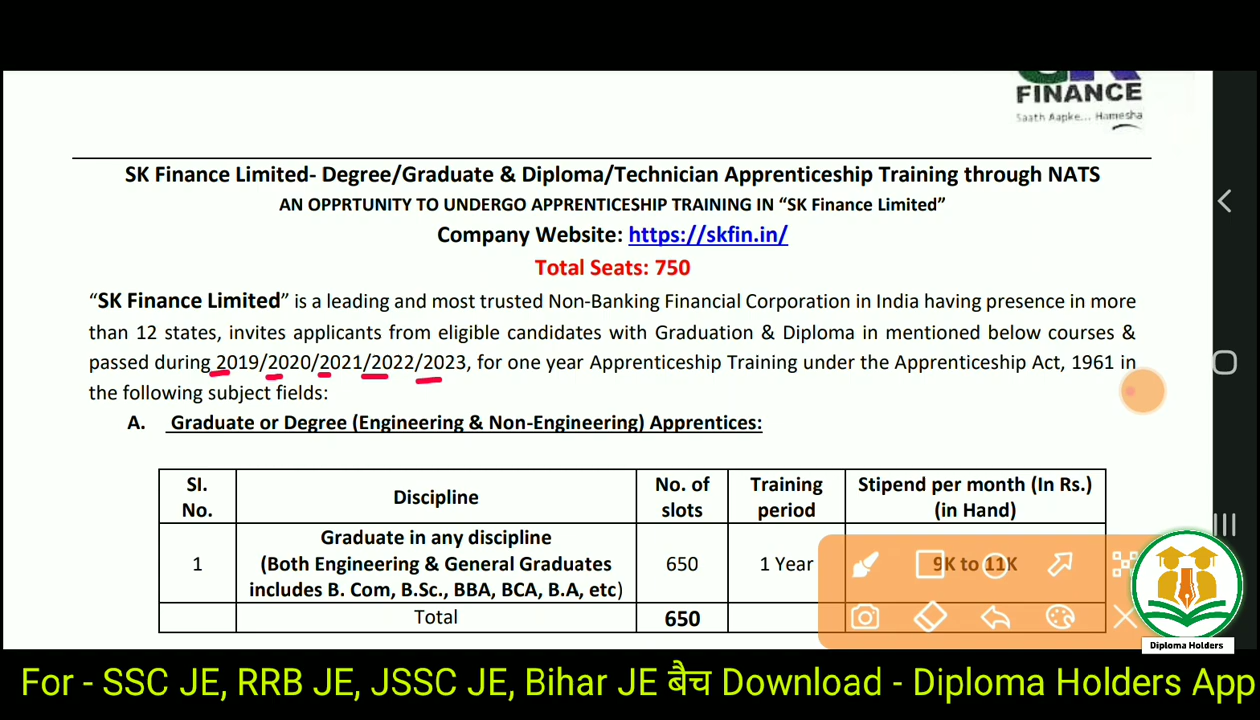 FINANCE
Saath Aapke... Hamesha
SK Finance Limited- Degree/Graduate & Diploma/Technician Apprenticeship Training through NATS
AN OPPRTUNITY TO UNDERGO APPRENTICESHIP TRAINING IN “SK Finance Limited”
Company Website: https://skfin.in/
Total Seats: 750
“SK Finance Limited” is a leading and most trusted Non-Banking Financial Corporation in India having presence in more
than 12 states, invites applicants from eligible candidates with Graduation & Diploma in mentioned below courses &
passed during 2019/2020/2021/2022/2023, for one year Apprenticeship Training under the Apprenticeship Act, 1961 in
the following subject fields:
A. Graduate or Degree (Engineering & Non-Engineering) Apprentices:
SI. No. Discipline No. of slots Training period Stipend per month (In Rs.) (in Hand)
1 Graduate in any discipline (Both Engineering & General Graduates includes B. Com, B.Sc., BBA, BCA, B.A, etc) 650 1 Year 9K to 11K
Total 650
Diploma Holders
For - SSC JE, RRB JE, JSSC JE, Bihar JE बैच Download - Diploma Holders App